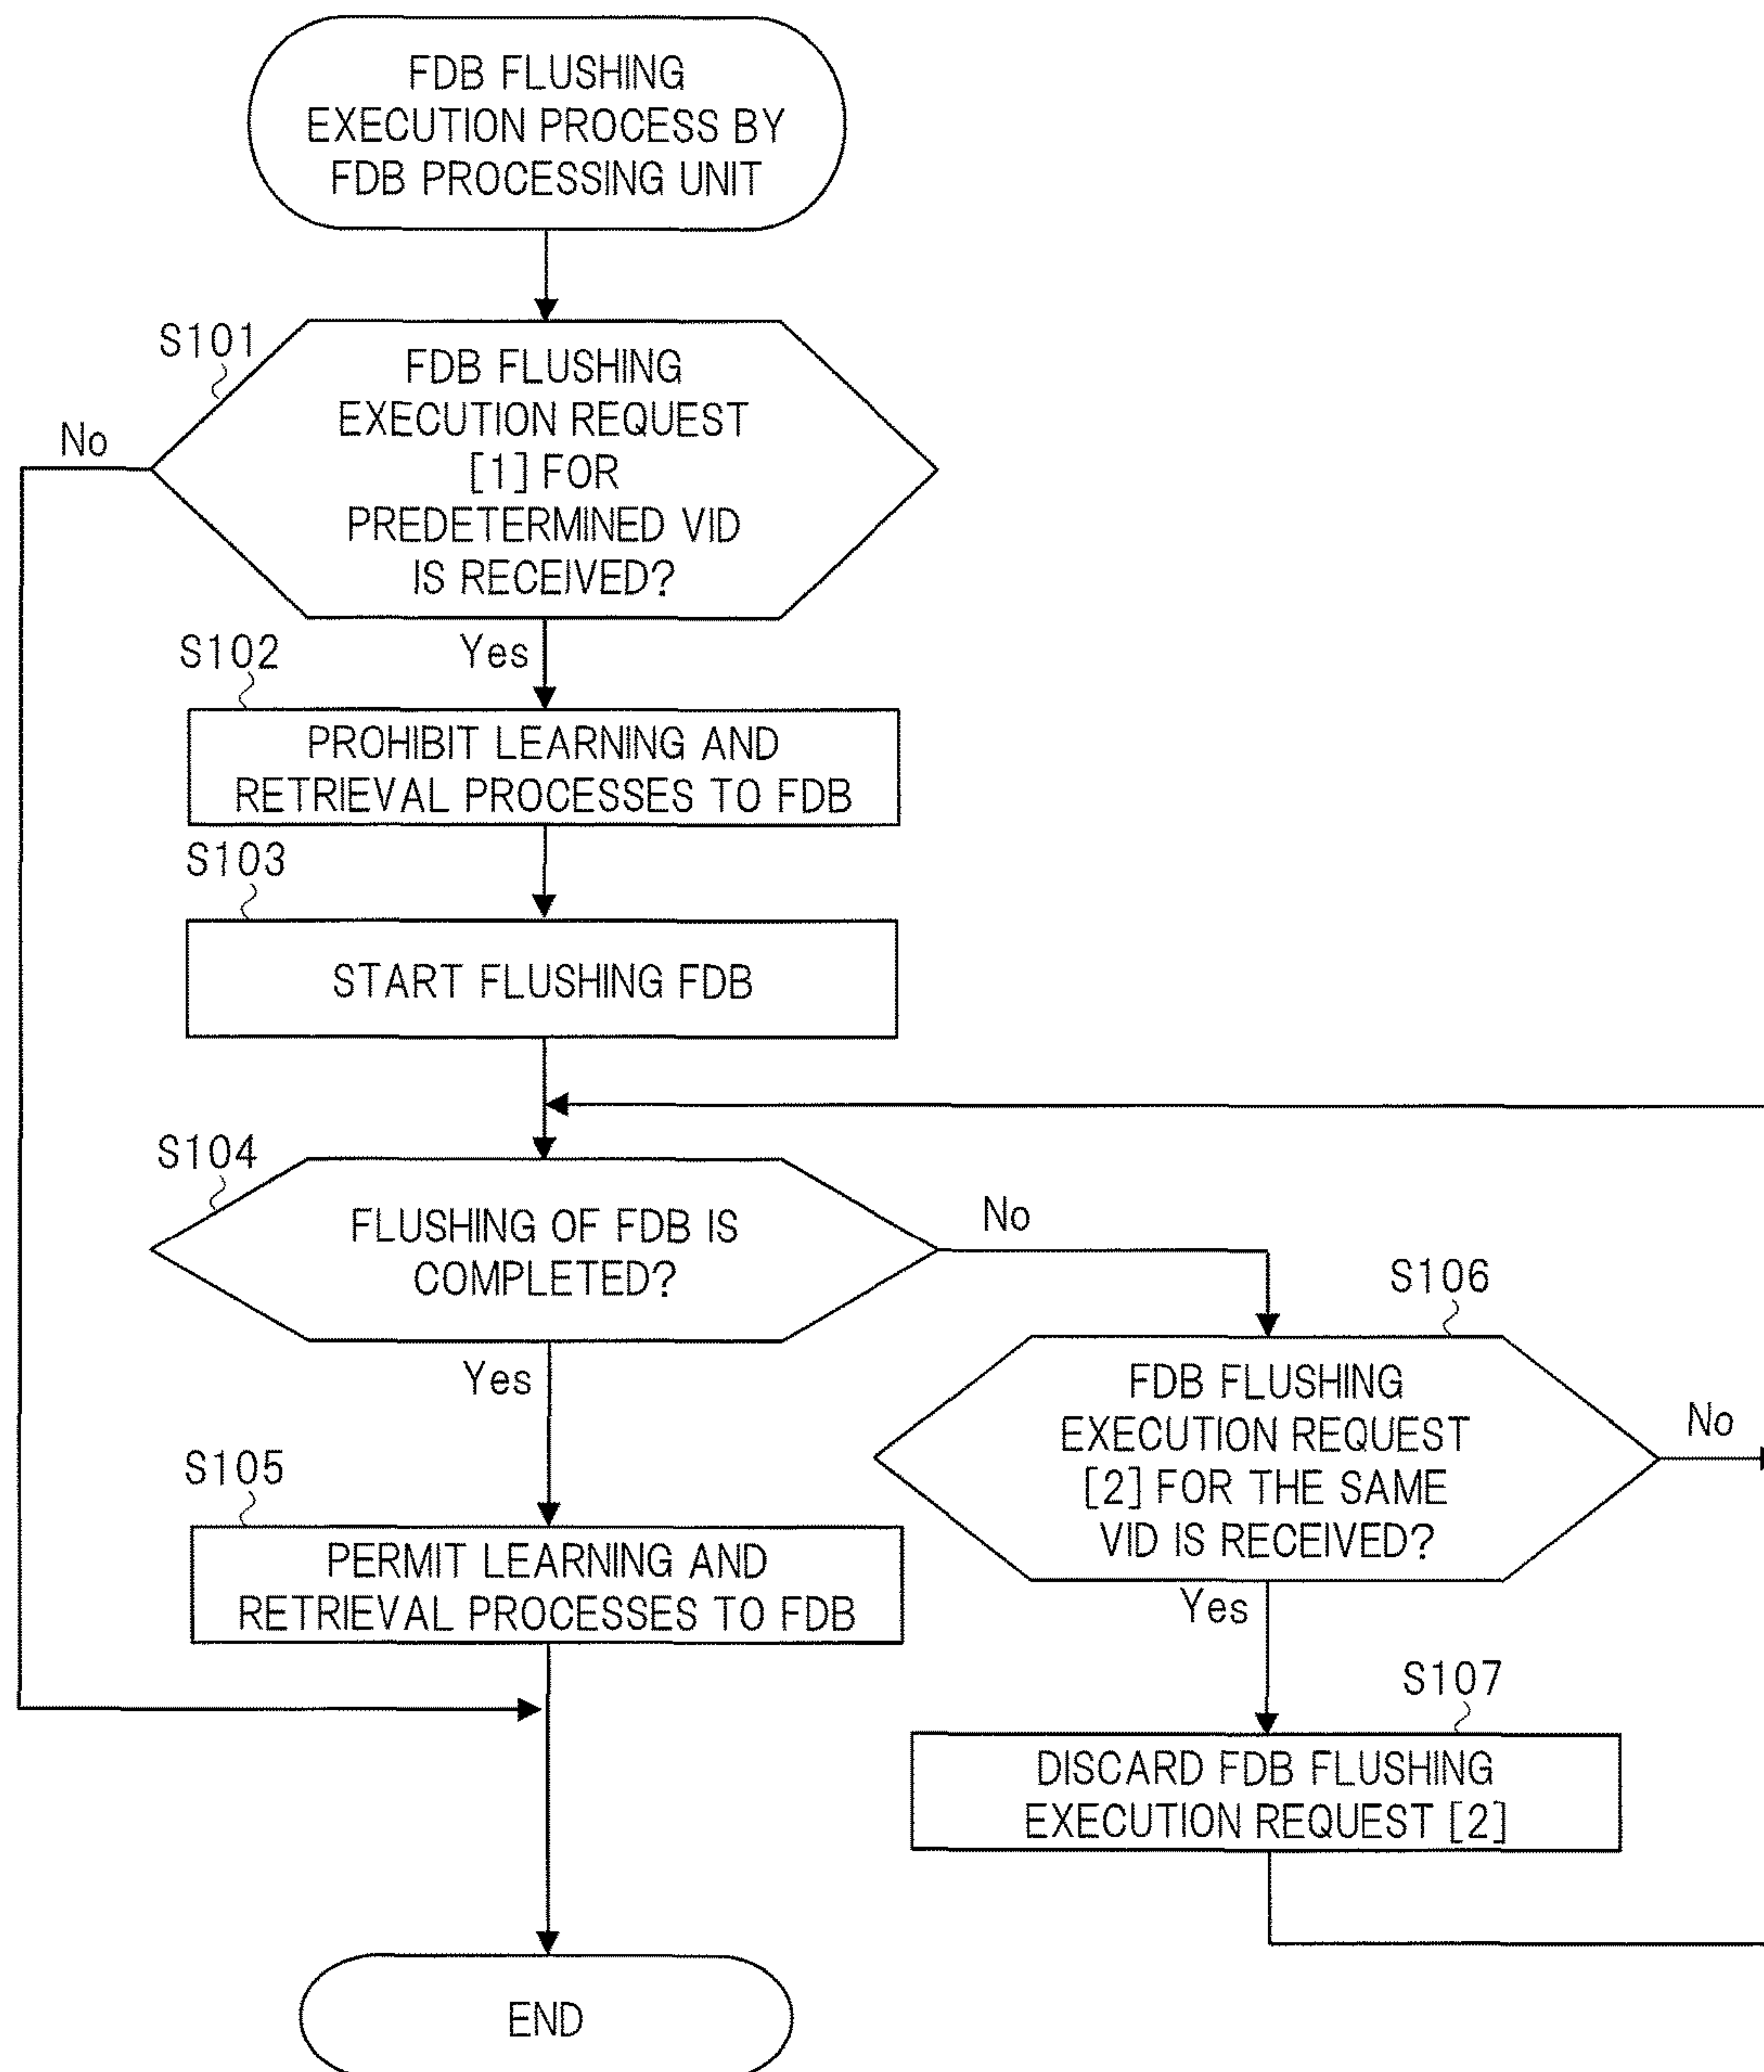 FDB FLUSHING
EXECUTION PROCESS BY
FDB PROCESSING UNIT
S101
FDB FLUSHING
EXECUTION REQUEST
[1] FOR
PREDETERMINED VID
IS RECEIVED?
No
Yes
S102
PROHIBIT LEARNING AND
RETRIEVAL PROCESSES TO FDB
S103
START FLUSHING FDB
S104
FLUSHING OF FDB IS
COMPLETED?
No
Yes
S106
FDB FLUSHING
EXECUTION REQUEST
[2] FOR THE SAME
VID IS RECEIVED?
No
Yes
S105
PERMIT LEARNING AND
RETRIEVAL PROCESSES TO FDB
S107
DISCARD FDB FLUSHING
EXECUTION REQUEST [2]
END